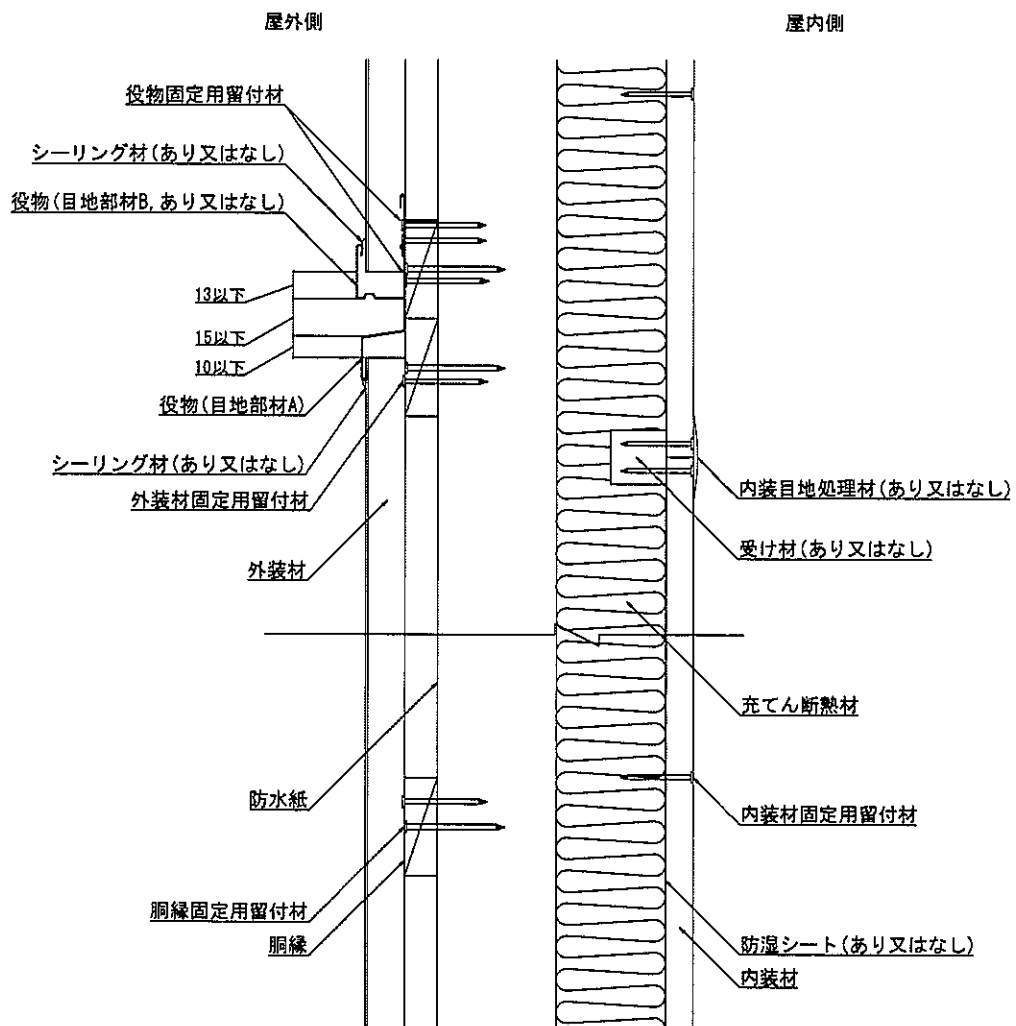 屋外側
屋内側
役物固定用留付材
シーリング材(あり又はなし)
役物(目地部材B,あり又はなし)
13以下
15以下
10以下
役物(目地部材A)
シーリング材(あり又はなし)
外装材固定用留付材
外装材
内装目地処理材(あり又はなし)
受け材(あり又はなし)
充てん断熱材
防水紙
内装材固定用留付材
胴縁固定用留付材
胴縁
防湿シート(あり又はなし)
内装材